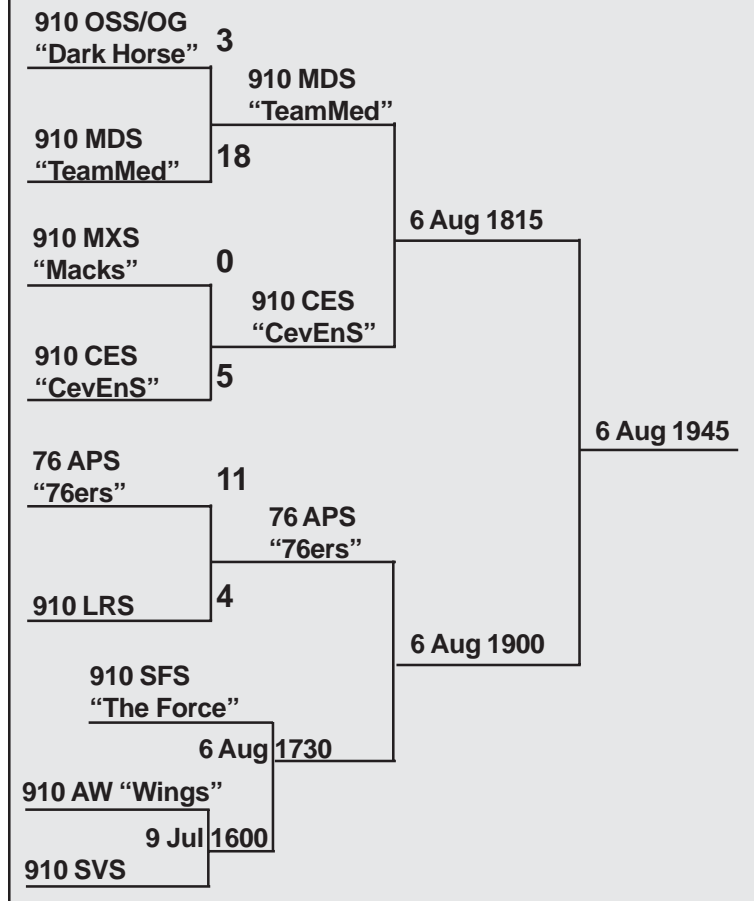 910 OSS/OG
“Dark Horse”
3
910 MDS
“TeamMed”
910 MDS
“TeamMed”
18
6 Aug 1815
910 MXS
“Macks”
0
910 CES
“CevEnS”
910 CES
“CevEnS”
5
6 Aug 1945
76 APS
“76ers”
11
76 APS
“76ers”
910 LRS
4
6 Aug 1900
910 SFS
“The Force”
6 Aug 1730
910 AW “Wings”
9 Jul 1600
910 SVS